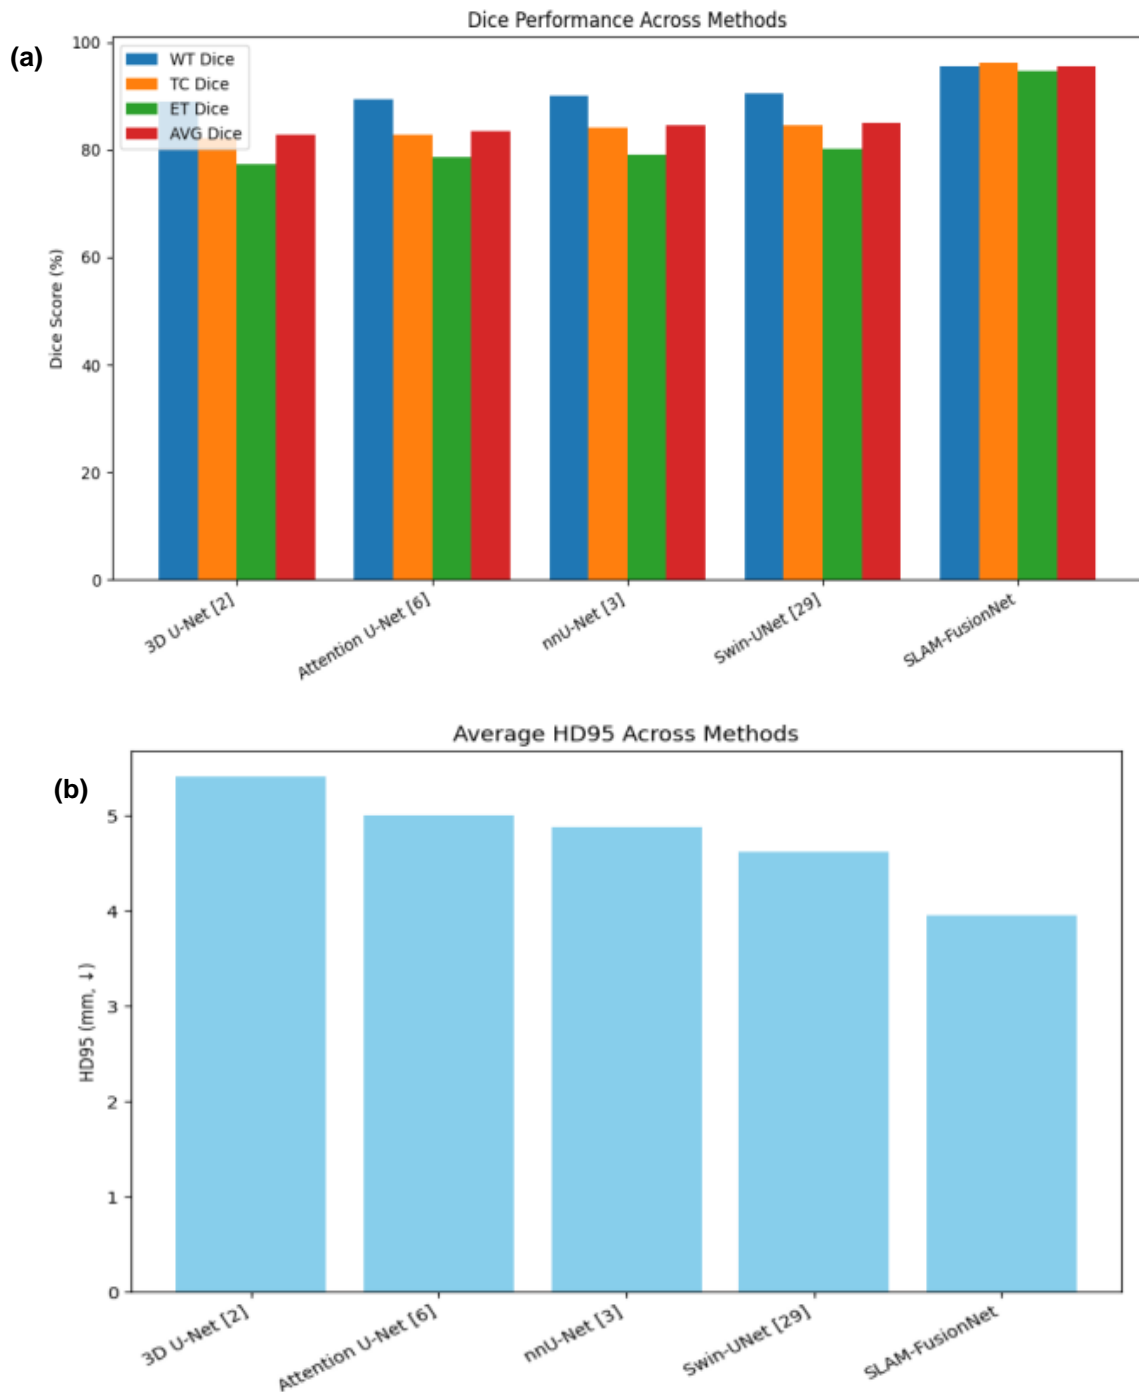 Dice Performance Across Methods
(a)
100
80
60
40
20
0
Dice Score (%)
WT Dice
TC Dice
ET Dice
AVG Dice
3D U-Net [2]
Attention U-Net [6]
nnU-Net [3]
Swin-UNet [29]
SLAM-FusionNet
Average HD95 Across Methods
(b)
5
4
3
2
1
0
HD95 (mm, ↓)
3D U-Net [2]
Attention U-Net [6]
nnU-Net [3]
Swin-UNet [29]
SLAM-FusionNet